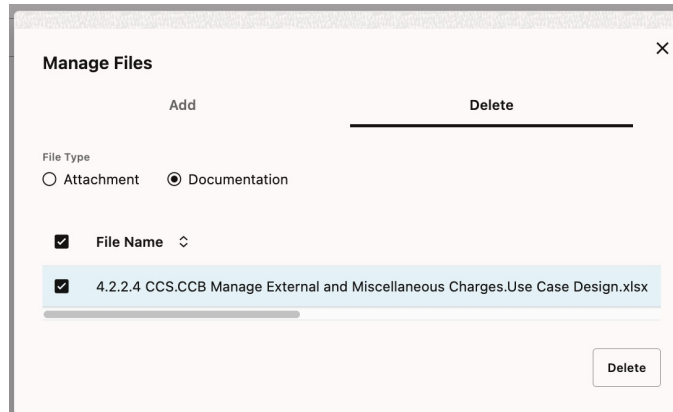 Manage Files
Add Delete
File Type
Attachment Documentation
File Name
4.2.2.4 CCS.CCB Manage External and Miscellaneous Charges.Use Case Design.xlsx
Delete